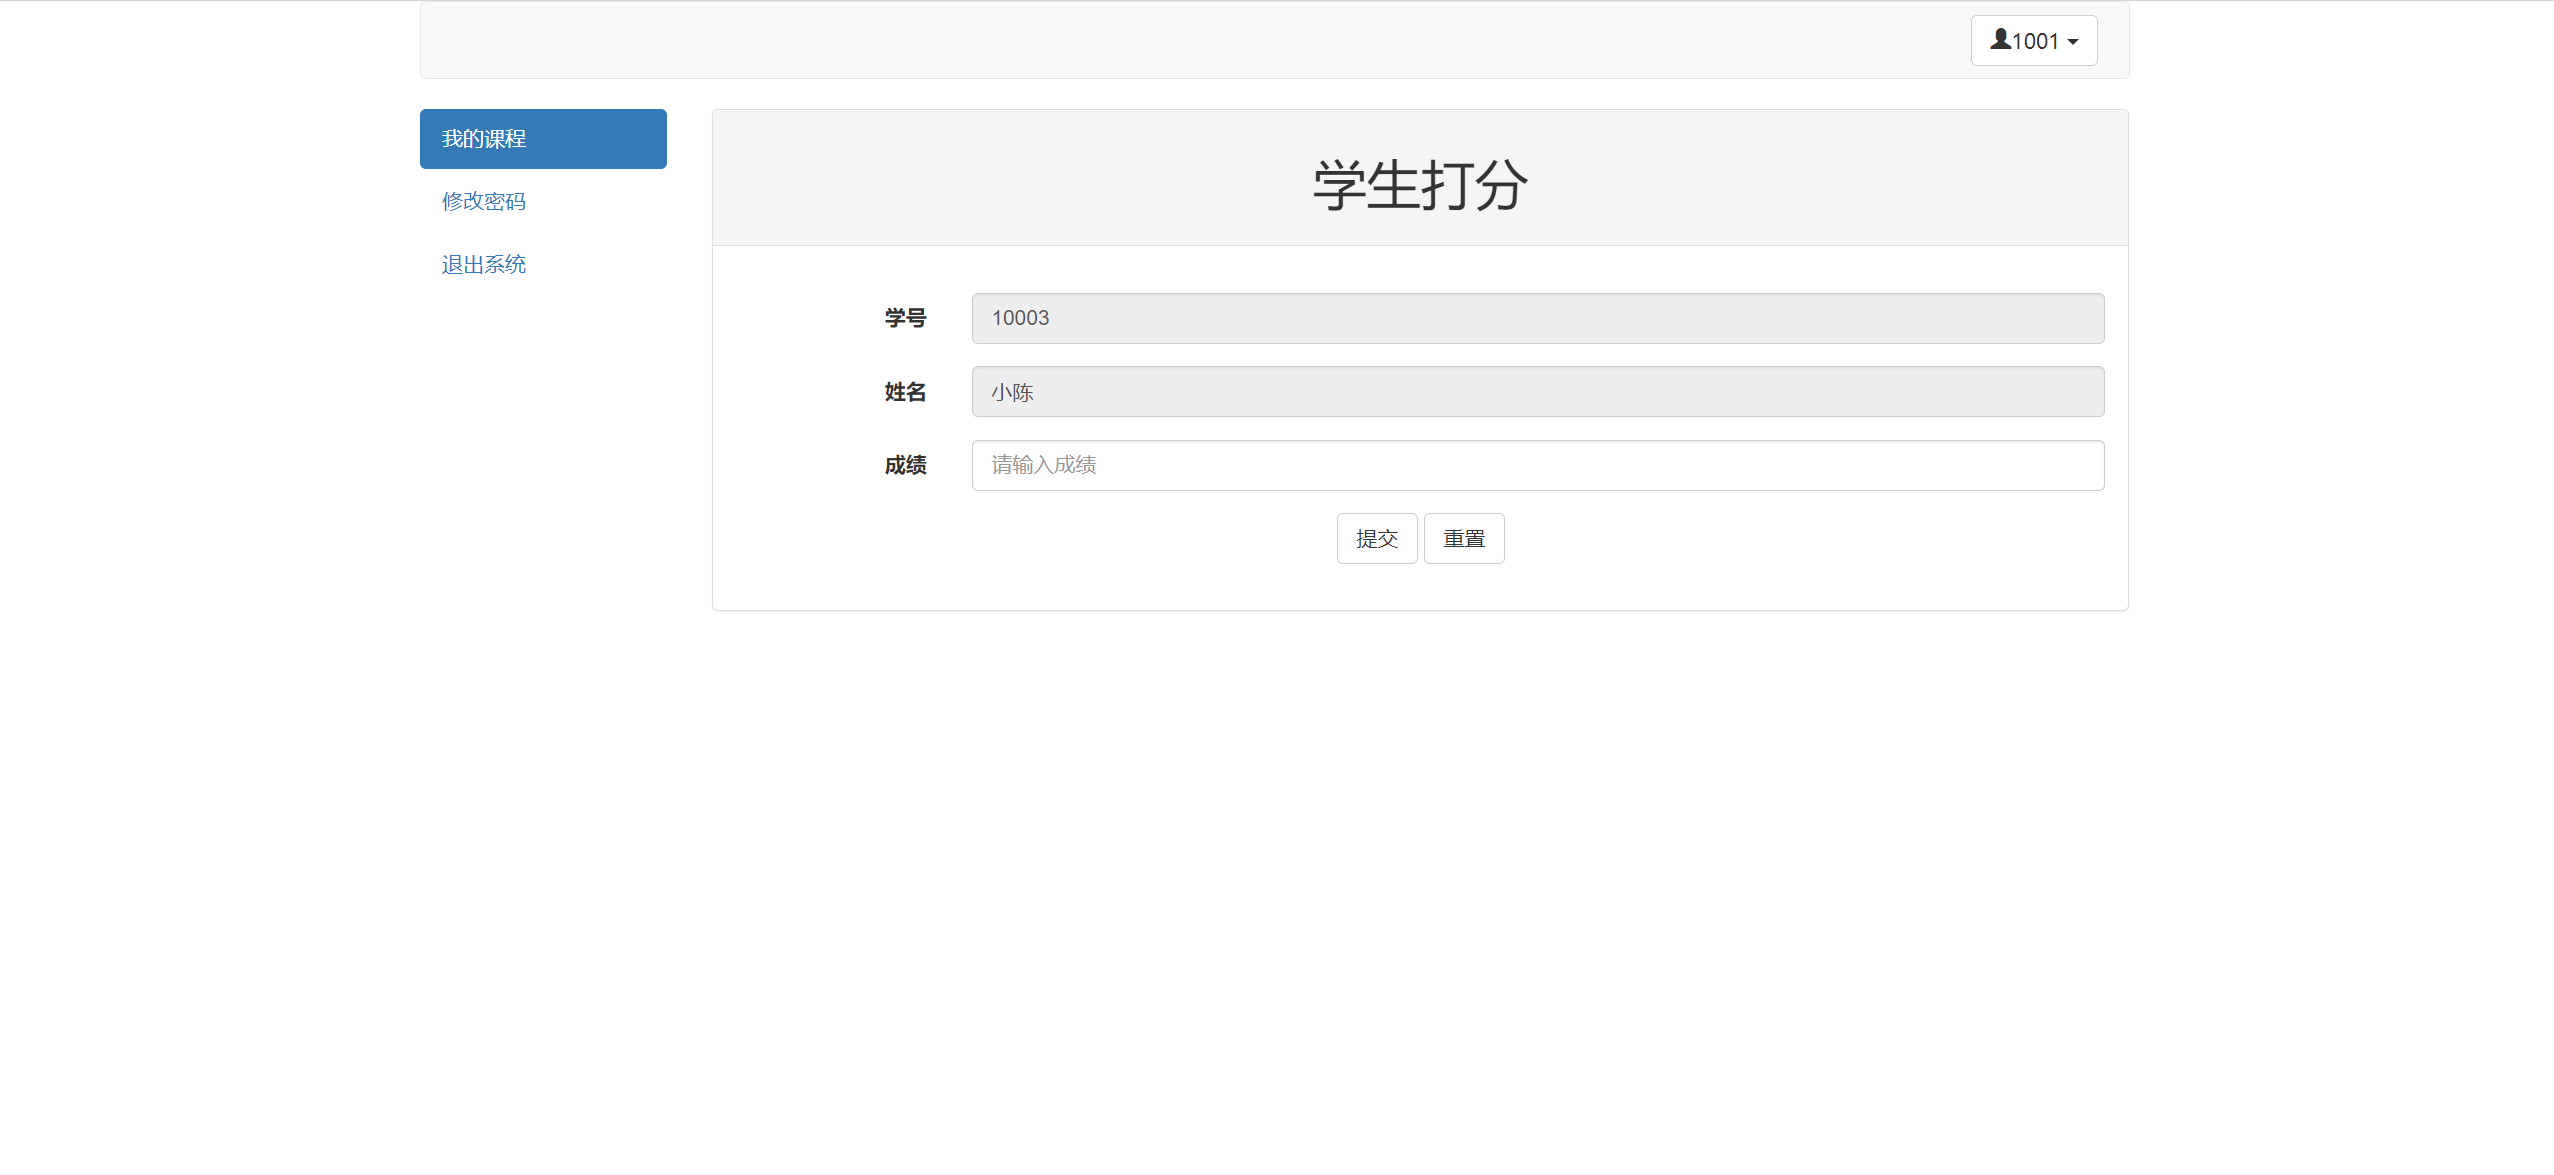 1001
我的课程
修改密码
退出系统
学生打分
学号 10003
姓名 小陈
成绩 请输入成绩
提交 重置